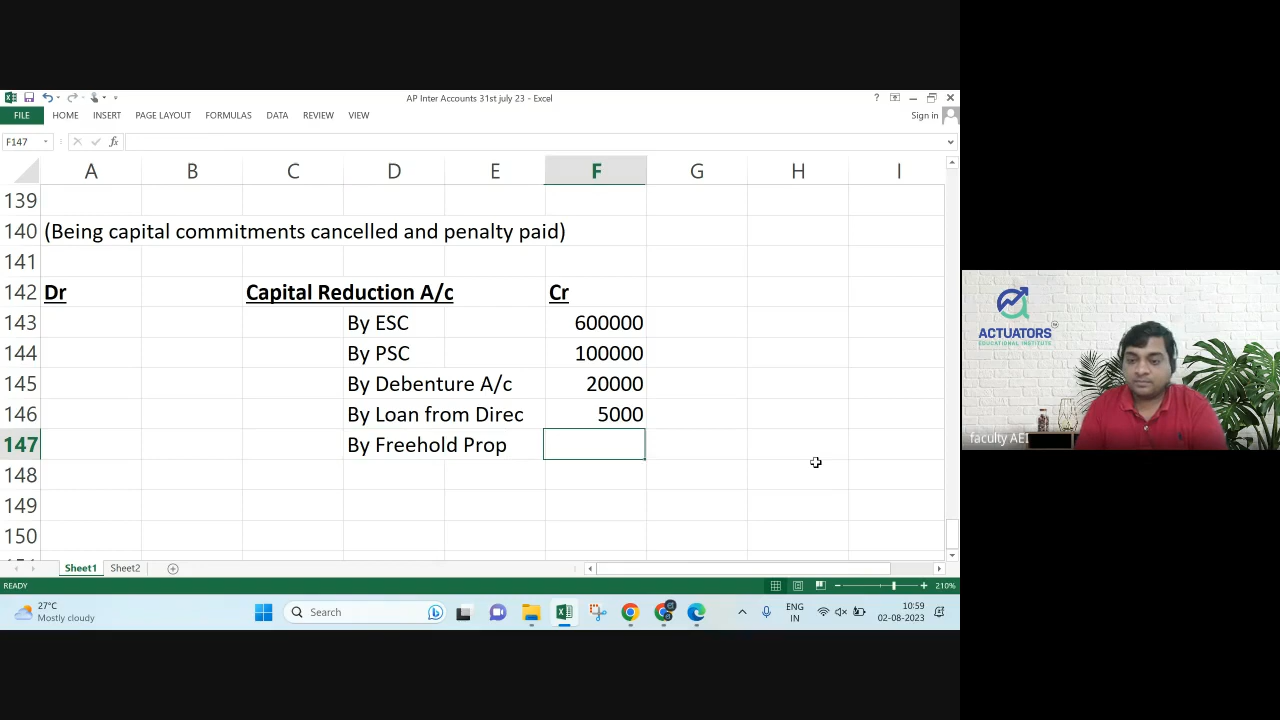 AP Inter Accounts 31st july 23 - Excel
?
FILE HOME INSERT PAGE LAYOUT FORMULAS DATA REVIEW VIEW
Sign in
F147 fx
A B C D E F G H I
139
140 (Being capital commitments cancelled and penalty paid)
141
142 Dr Capital Reduction A/c Cr
143 By ESC 600000
144 By PSC 100000
145 By Debenture A/c 20000
146 By Loan from Direc 5000
147 By Freehold Prop
148
149
150
Sheet1 Sheet2
READY 210%
27°C
Mostly cloudy
Search
ENG
IN
10:59
02-08-2023
ACTUATORS
EDUCATIONAL INSTITUTE
faculty AEI